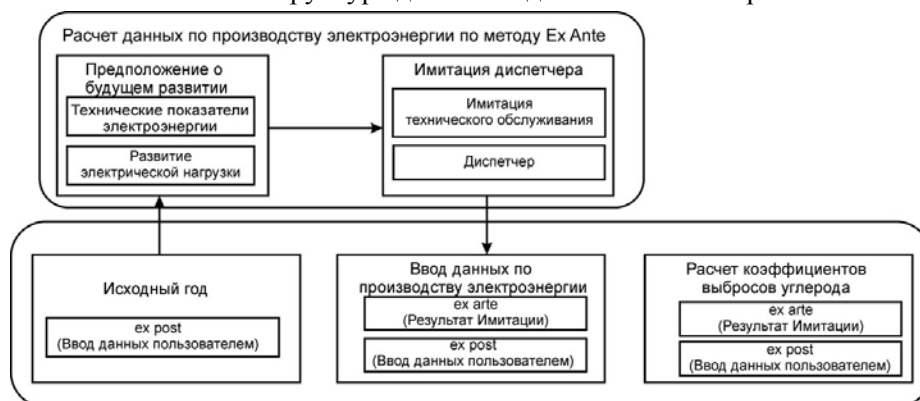 Расчет данных по производству электроэнергии по методу Ex Ante
Предположение о
будущем развитии
Технические показатели
электроэнергии
Развитие
электрической нагрузки
Имитация диспетчера
Имитация
технического обслуживания
Диспетчер
Исходный год
ex post
(Ввод данных пользователем)
Ввод данных по
производству электроэнергии
ex arte
(Результат Имитации)
ex post
(Ввод данных пользователем)
Расчет коэффициентов
выбросов углерода
ex arte
(Результат Имитации)
ex post
(Ввод данных пользователем)